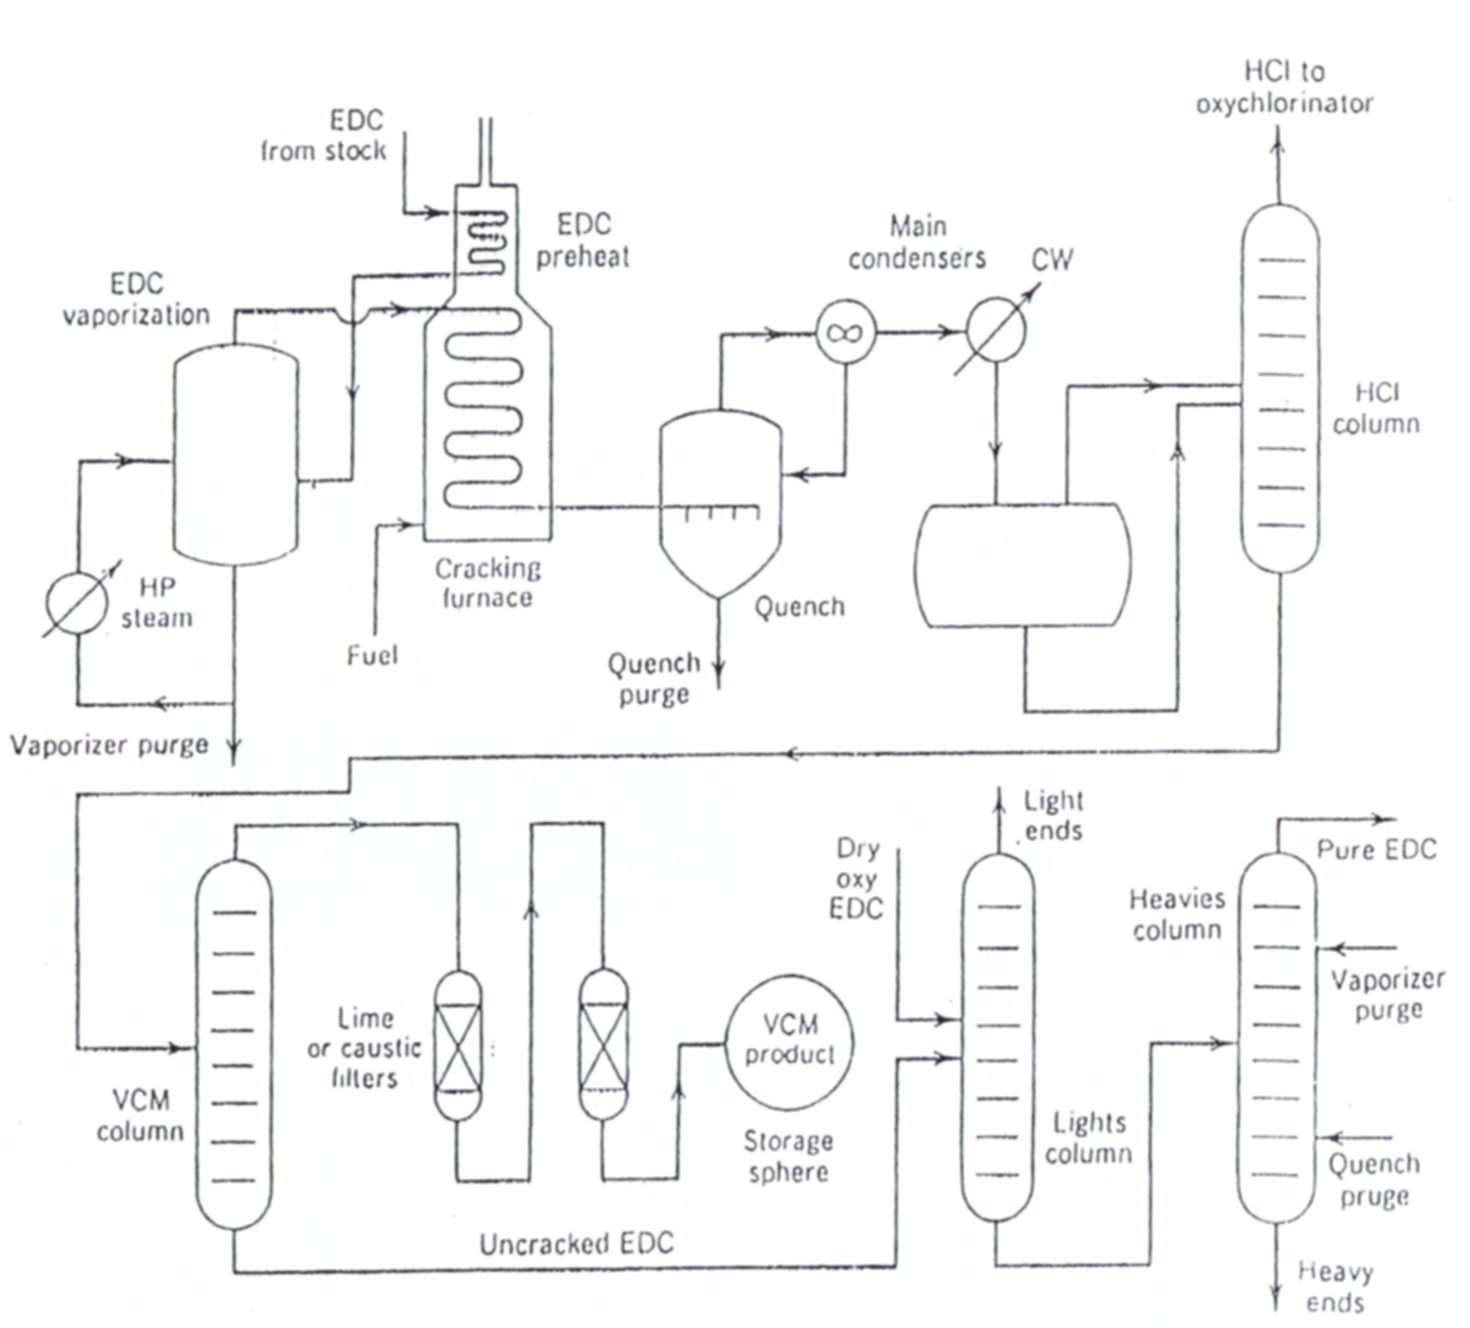 HCl to
oxychlorinator
EDC
from stock
EDC
preheat
Main
condensers
CW
EDC
vaporization
HCl
column
HP
steam
Cracking
furnace
Quench
Fuel
Quench
purge
Vaporizer purge
Light
ends
Dry
oxy
EDC
Pure EDC
Heavies
column
Vaporizer
purge
Lime
or caustic
filters
VCM
product
VCM
column
Storage
sphere
Lights
column
Quench
pruge
Uncracked EDC
Heavy
ends